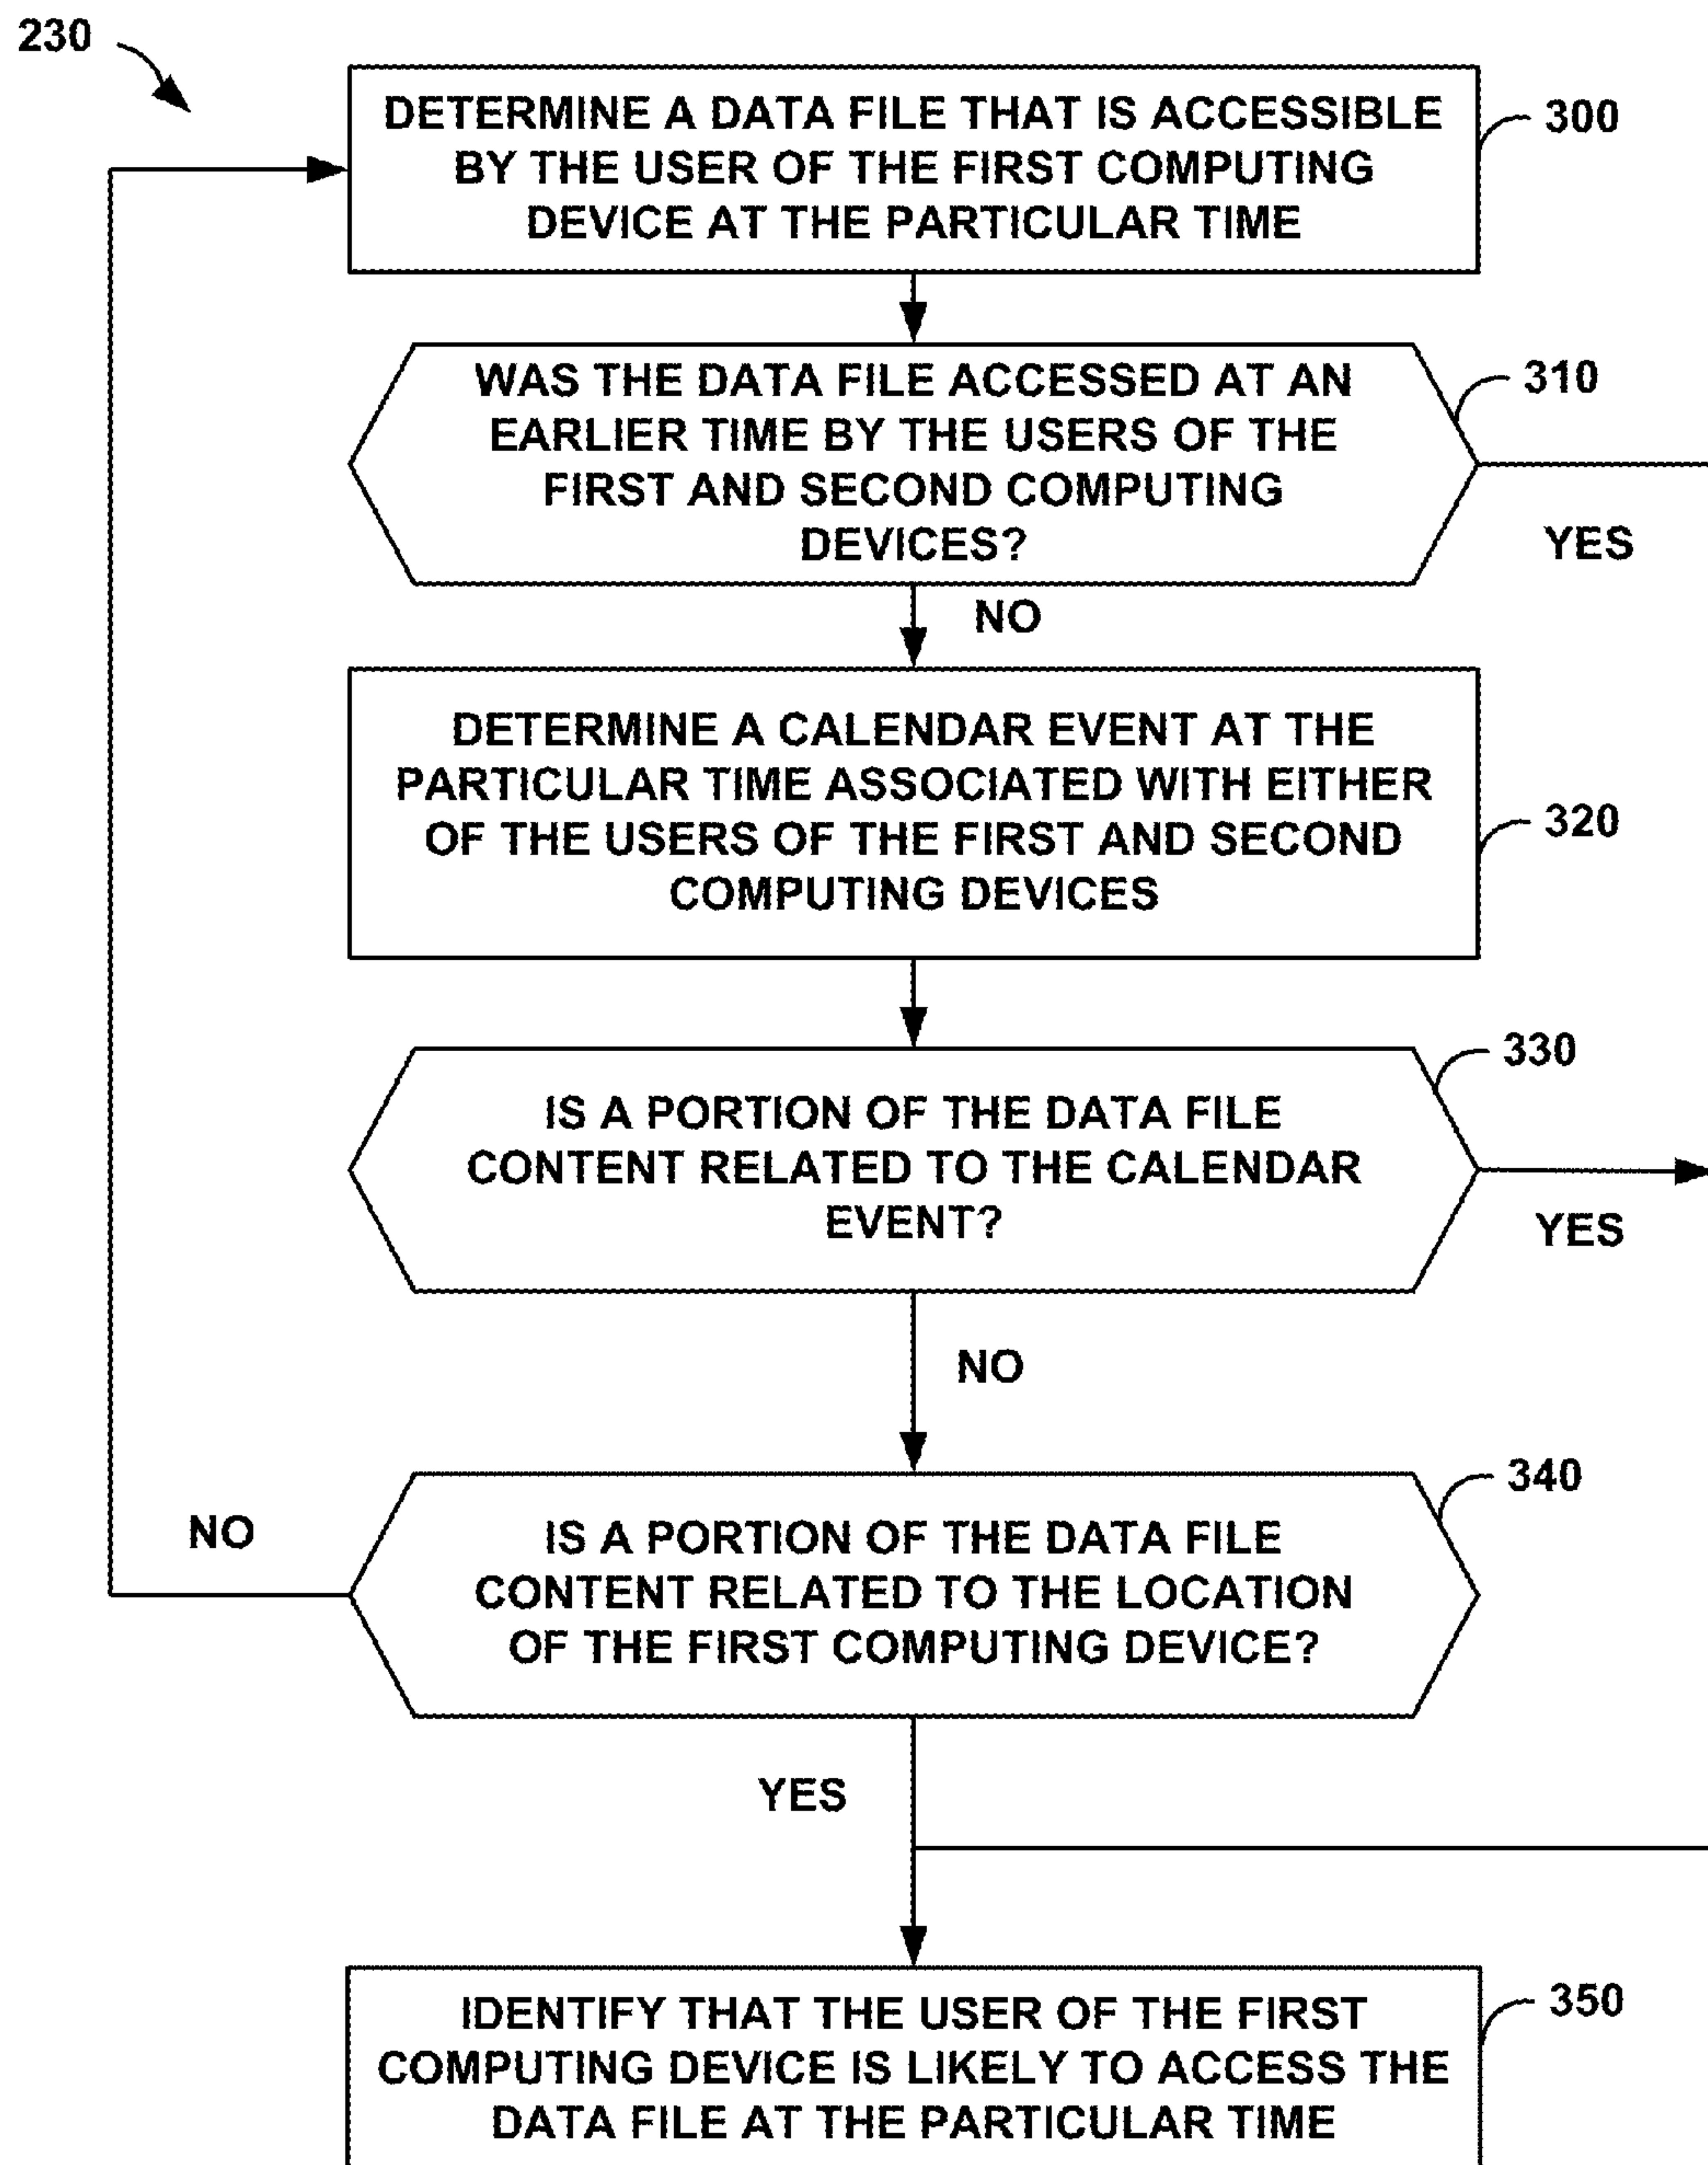 230
DETERMINE A DATA FILE THAT IS ACCESSIBLE
BY THE USER OF THE FIRST COMPUTING
DEVICE AT THE PARTICULAR TIME
300
WAS THE DATA FILE ACCESSED AT AN
EARLIER TIME BY THE USERS OF THE
FIRST AND SECOND COMPUTING
DEVICES?
310
YES
NO
DETERMINE A CALENDAR EVENT AT THE
PARTICULAR TIME ASSOCIATED WITH EITHER
OF THE USERS OF THE FIRST AND SECOND
COMPUTING DEVICES
320
IS A PORTION OF THE DATA FILE
CONTENT RELATED TO THE CALENDAR
EVENT?
330
YES
NO
IS A PORTION OF THE DATA FILE
CONTENT RELATED TO THE LOCATION
OF THE FIRST COMPUTING DEVICE?
340
NO
YES
IDENTIFY THAT THE USER OF THE FIRST
COMPUTING DEVICE IS LIKELY TO ACCESS THE
DATA FILE AT THE PARTICULAR TIME
350